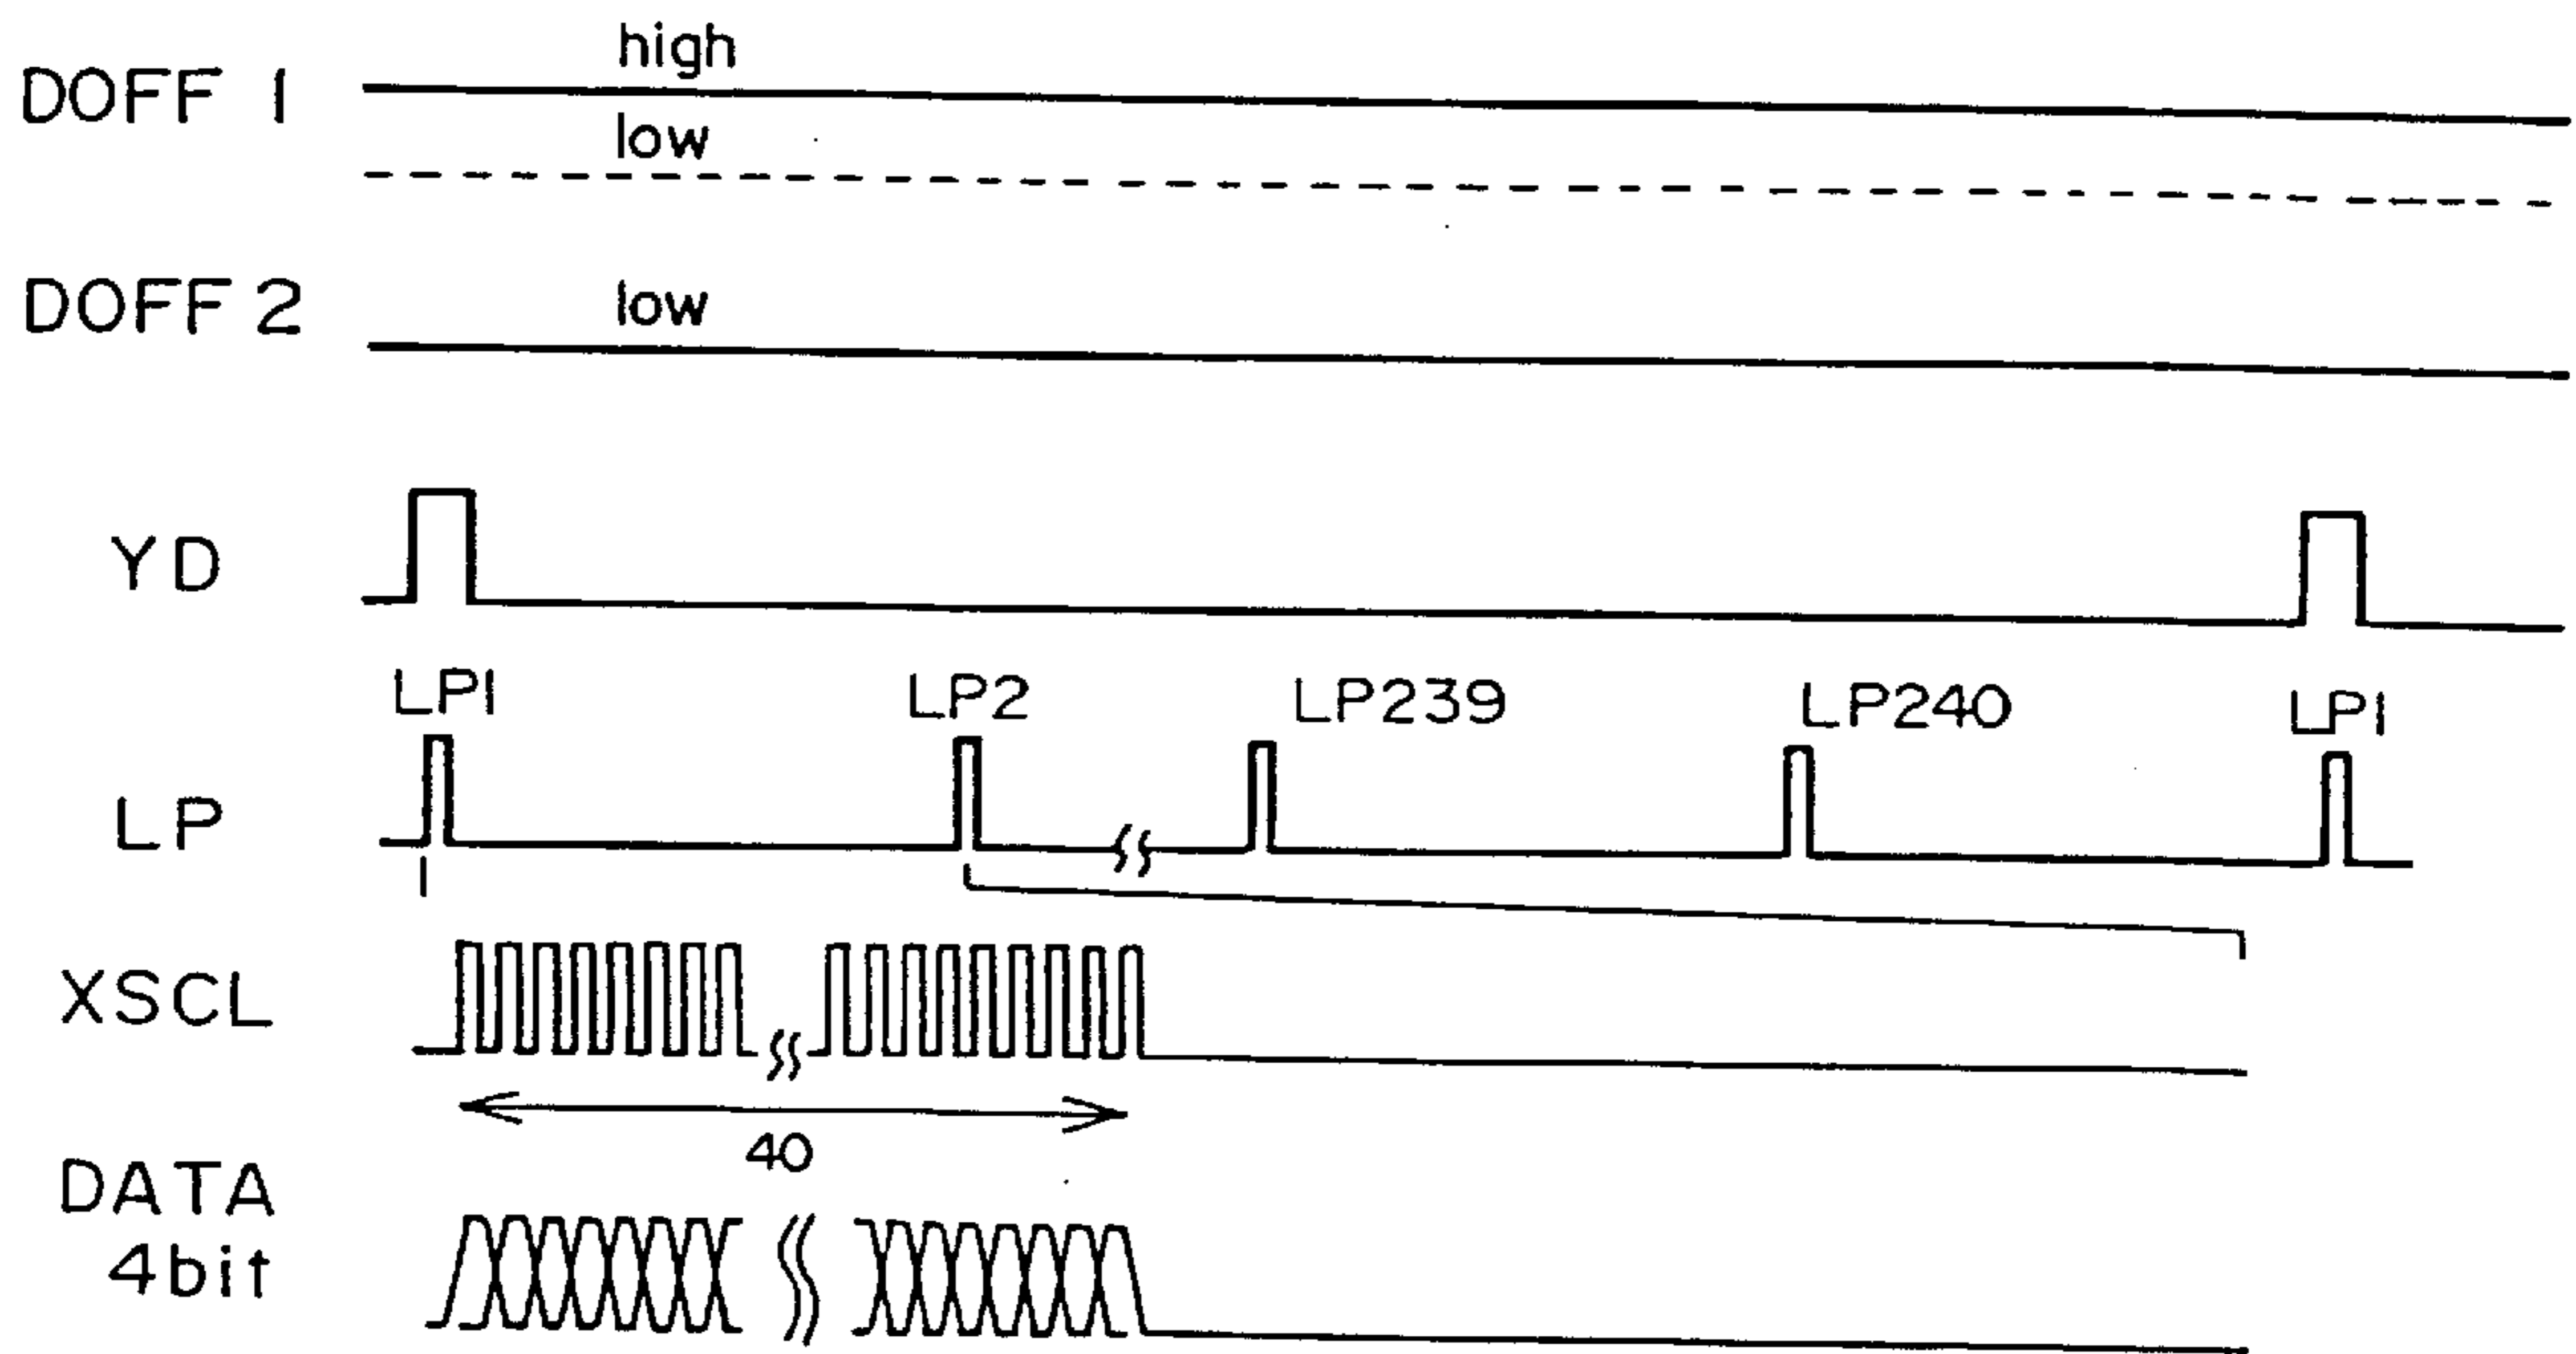 high
DOFF 1
low
DOFF 2
low
YD
LP1 LP2 LP239 LP240 LP1
LP
XSCL
40
DATA
4bit